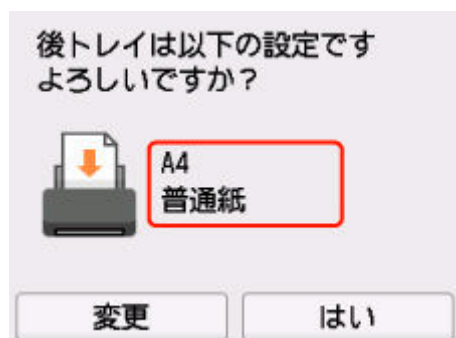 後トレイは以下の設定です
よろしいですか？
A4
普通紙
変更
はい